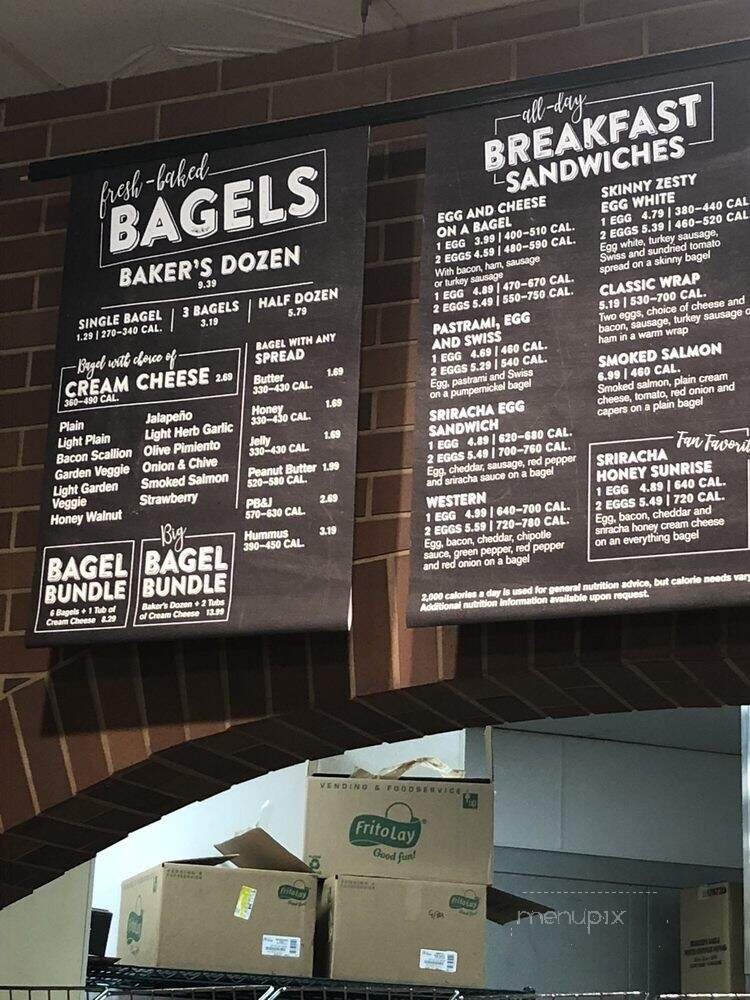 fresh-baked
BAGELS
BAKER'S DOZEN
9.39
SINGLE BAGEL
1.29 | 270-340 CAL.
3 BAGELS
3.19
HALF DOZEN
5.79
Bagel with choice of
CREAM CHEESE 2.69
360-490 CAL.
Plain
Light Plain
Bacon Scallion
Garden Veggie
Light Garden
Veggie
Honey Walnut
Jalapeño
Light Herb Garlic
Olive Pimiento
Onion & Chive
Smoked Salmon
Strawberry
BAGEL WITH ANY
SPREAD
Butter 1.69
330-430 CAL.
Honey 1.69
330-430 CAL.
Jelly 1.69
330-430 CAL.
Peanut Butter 1.99
520-580 CAL.
PB&J 2.69
570-630 CAL.
Hummus 3.19
390-450 CAL.
BAGEL
BUNDLE
6 Bagels + 1 Tub of
Cream Cheese 8.29
Big
BAGEL
BUNDLE
Baker's Dozen + 2 Tubs
of Cream Cheese 13.99
all-day
BREAKFAST
SANDWICHES
EGG AND CHEESE
ON A BAGEL
1 EGG 3.99 | 400-510 CAL.
2 EGGS 4.59 | 480-590 CAL.
With bacon, ham, sausage
or turkey sausage
1 EGG 4.89 | 470-670 CAL.
2 EGGS 5.49 | 550-750 CAL.
PASTRAMI, EGG
AND SWISS
1 EGG 4.69 | 460 CAL.
2 EGGS 5.29 | 540 CAL.
Egg, pastrami and Swiss
on a pumpernickel bagel
SRIRACHA EGG
SANDWICH
1 EGG 4.89 | 620-680 CAL.
2 EGGS 5.49 | 700-760 CAL.
Egg, cheddar, sausage, red pepper
and sriracha sauce on a bagel
WESTERN
1 EGG 4.99 | 640-700 CAL.
2 EGGS 5.59 | 720-780 CAL.
Egg, bacon, cheddar, chipotle
sauce, green pepper, red pepper
and red onion on a bagel
SKINNY ZESTY
EGG WHITE
1 EGG 4.79 | 380-440 CAL
2 EGGS 5.39 | 460-520 CAL
Egg white, turkey sausage,
Swiss and sundried tomato
spread on a skinny bagel
CLASSIC WRAP
5.19 | 530-700 CAL.
Two eggs, choice of cheese and
bacon, sausage, turkey sausage o
ham in a warm wrap
SMOKED SALMON
6.99 | 460 CAL.
Smoked salmon, plain cream
cheese, tomato, red onion and
capers on a plain bagel
Fan Favorit
SRIRACHA
HONEY SUNRISE
1 EGG 4.89 | 640 CAL.
2 EGGS 5.49 | 720 CAL.
Egg, bacon, cheddar and
sriracha honey cream cheese
on an everything bagel
2,000 calories a day is used for general nutrition advice, but calorie needs var
Additional nutrition information available upon request.
VENDING & FOODSERVICE
FritoLay
Good fun!
FritoLay
FritoLay
menupix